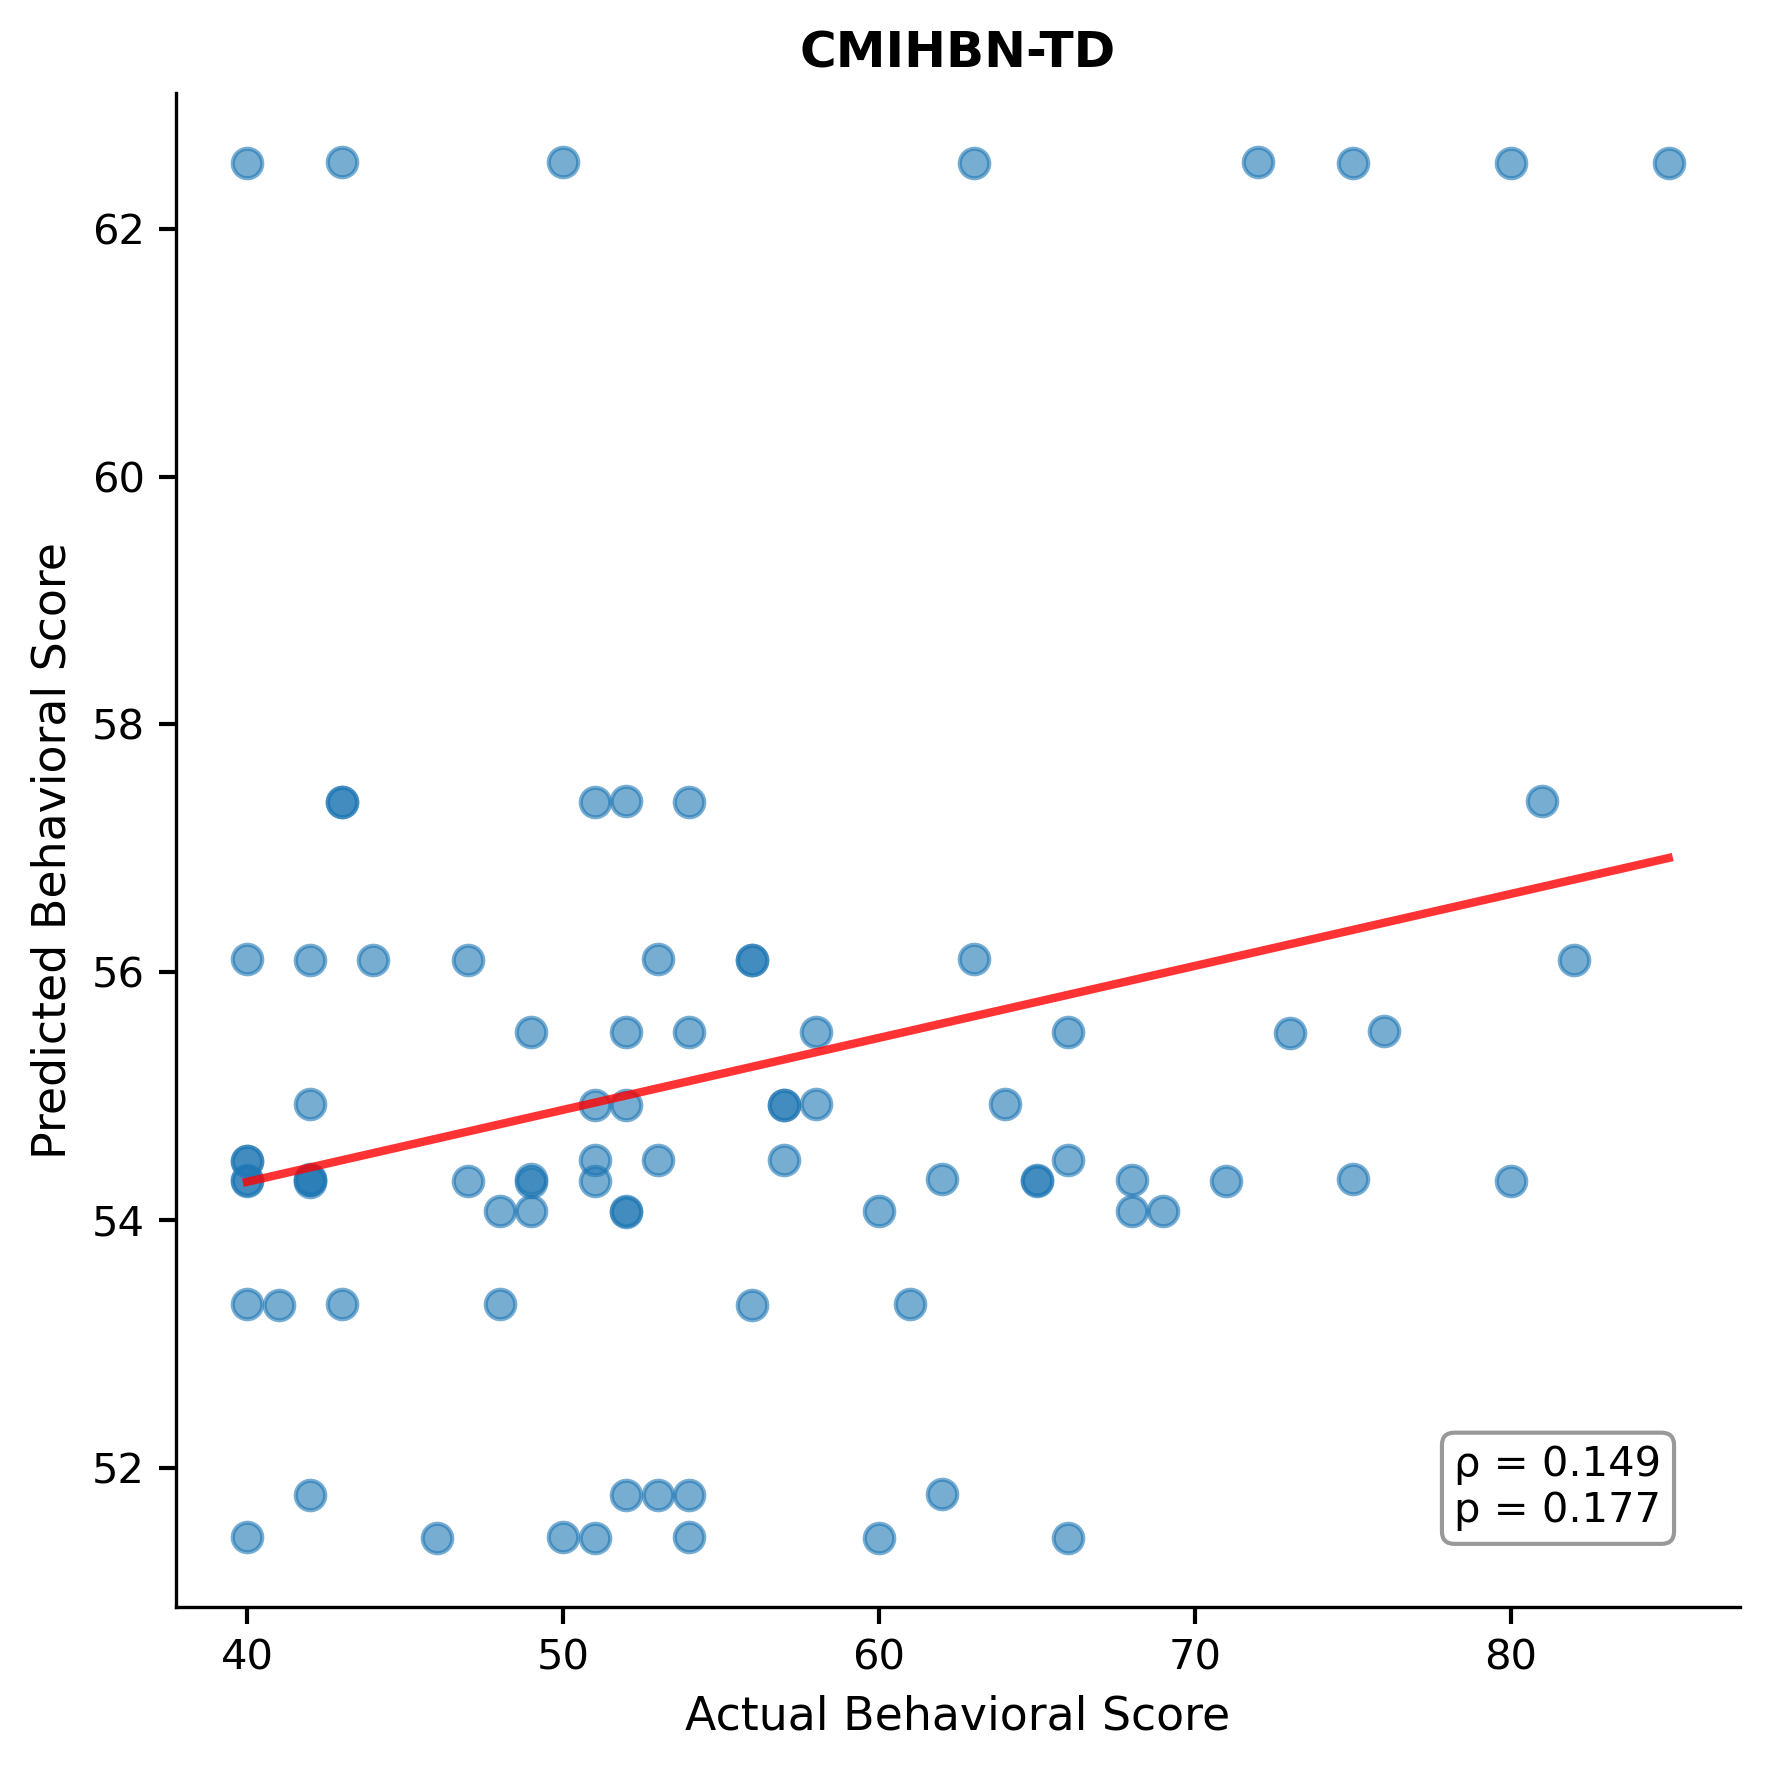 CMIHBN-TD
Predicted Behavioral Score
62
60
58
56
54
52
ρ = 0.149
p = 0.177
40 50 60 70 80
Actual Behavioral Score